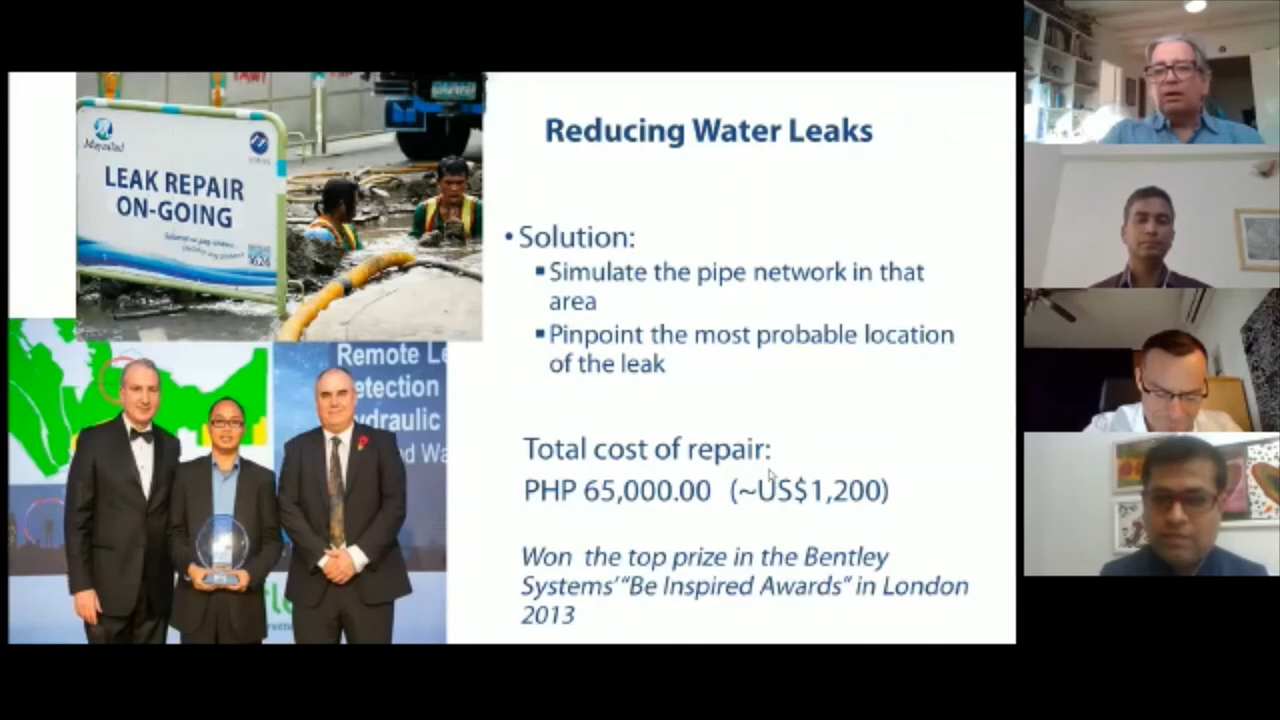 Maynilad
LEAK REPAIR
ON-GOING
1626
Remote Le
etection
ydraulic
d Wa
Reducing Water Leaks
• Solution:
▪Simulate the pipe network in that
area
▪Pinpoint the most probable location
of the leak
Total cost of repair:
PHP 65,000.00 (~US$1,200)
Won the top prize in the Bentley
Systems' “Be Inspired Awards” in London
2013